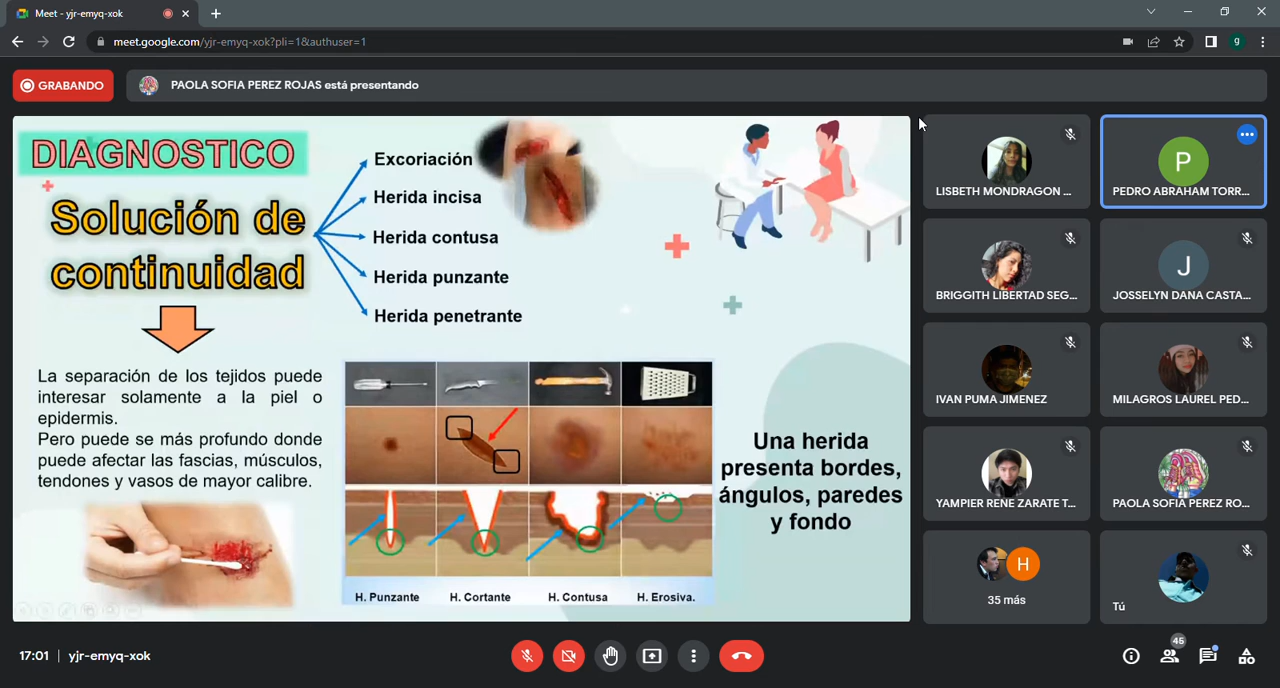 Meet - yjr-emyq-xok
meet.google.com/yjr-emyq-xok?pli=1&authuser=1
g
GRABANDO
PAOLA SOFIA PEREZ ROJAS está presentando
DIAGNOSTICO
Solución de
continuidad
Excoriación
Herida incisa
Herida contusa
Herida punzante
Herida penetrante
La separación de los tejidos puede
interesar solamente a la piel o
epidermis.
Pero puede se más profundo donde
puede afectar las fascias, músculos,
tendones y vasos de mayor calibre.
H. Punzante
H. Cortante
H. Contusa
H. Erosiva.
Una herida
presenta bordes,
ángulos, paredes
y fondo
LISBETH MONDRAGON ...
P
PEDRO ABRAHAM TORR...
BRIGGITH LIBERTAD SEG...
J
JOSSELYN DANA CASTA...
IVAN PUMA JIMENEZ
MILAGROS LAUREL PED...
YAMPIER RENE ZARATE T...
PAOLA SOFIA PEREZ RO...
H
35 más
Tú
17:01 | yjr-emyq-xok
45